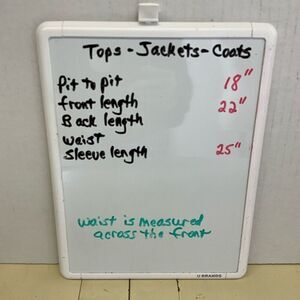 Tops - Jackets - Coats
Pit to pit 18"
front length 22"
Back length
waist
Sleeve length 25"
waist is measured
across the front
U BRANDS